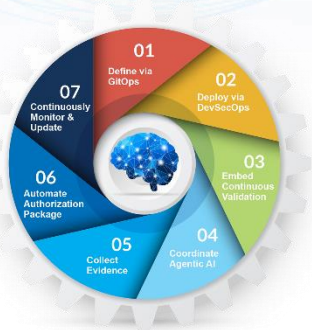 01
Define via
GitOps
02
Deploy via
DevSecOps
03
Embed
Continuous
Validation
04
Coordinate
Agentic AI
05
Collect
Evidence
06
Automate
Authorization
Package
07
Continuously
Monitor &
Update